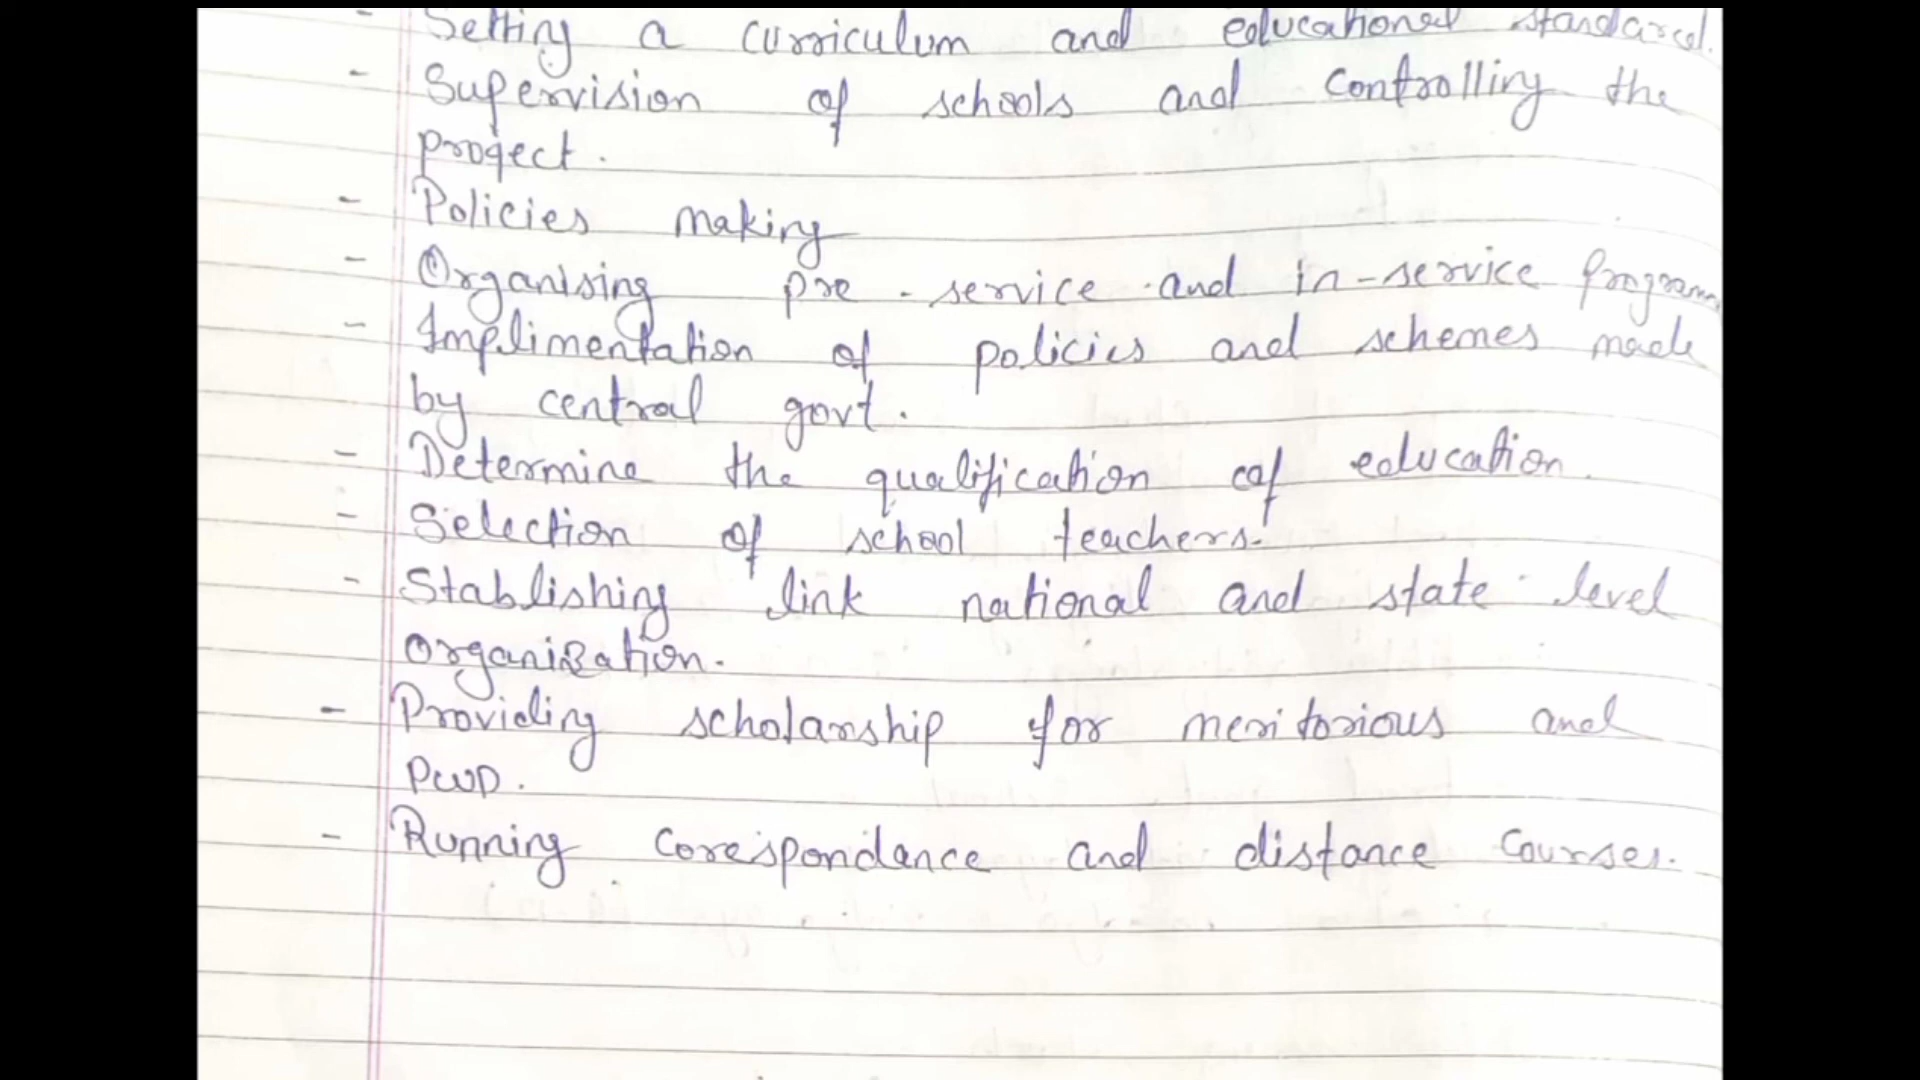 - Setting a curriculum and educational standard.
- Supervision of schools and controlling the
project.
- Policies making
- Organising pre-service and in-service Program
- Implimentation of policies and schemes made
by central govt.
- Determine the qualification of education.
- Selection of school teachers.
- Stablishing link national and state level
organization.
- Providing scholarship for meritorious and
PWD.
- Running corespondance and distance courses.